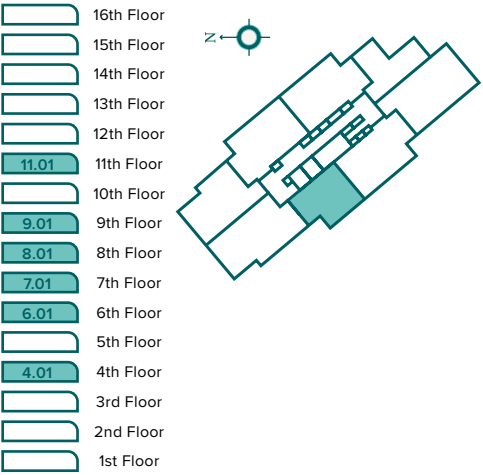 16th Floor
N
15th Floor
14th Floor
13th Floor
12th Floor
11.01 11th Floor
10th Floor
9.01 9th Floor
8.01 8th Floor
7.01 7th Floor
6.01 6th Floor
5th Floor
4.01 4th Floor
3rd Floor
2nd Floor
1st Floor